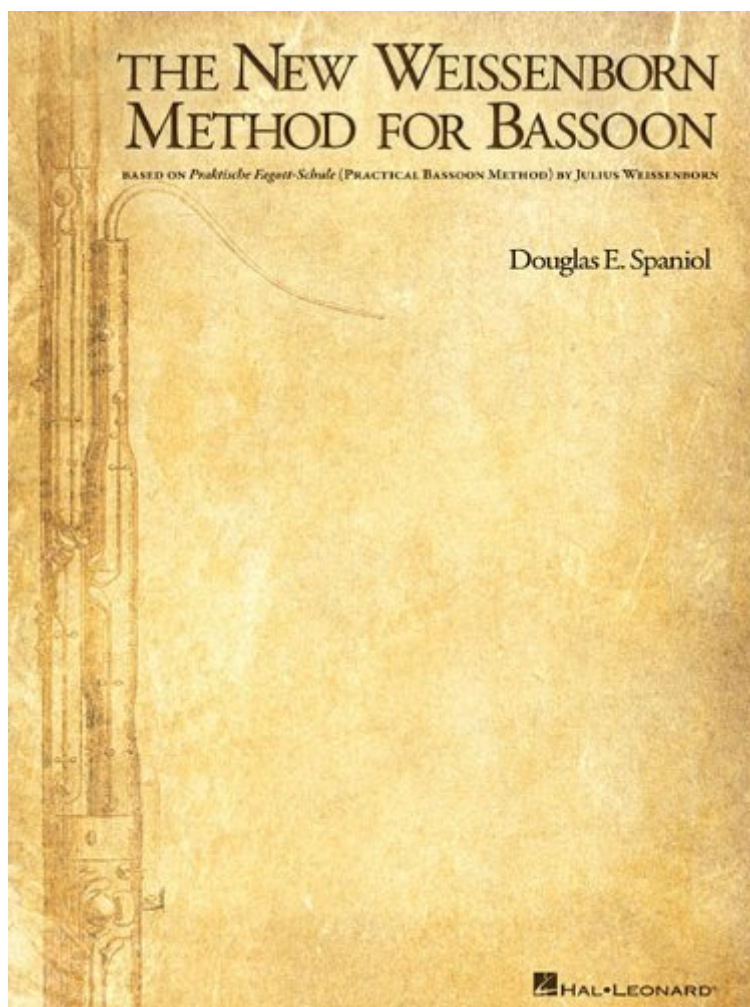 THE NEW WEISSENBORN
METHOD FOR BASSOON
BASED ON Praktische Fagott-Schule (PRACTICAL BASSOON METHOD) BY JULIUS WEISSENBORN
Douglas E. Spaniol
HAL•LEONARD®